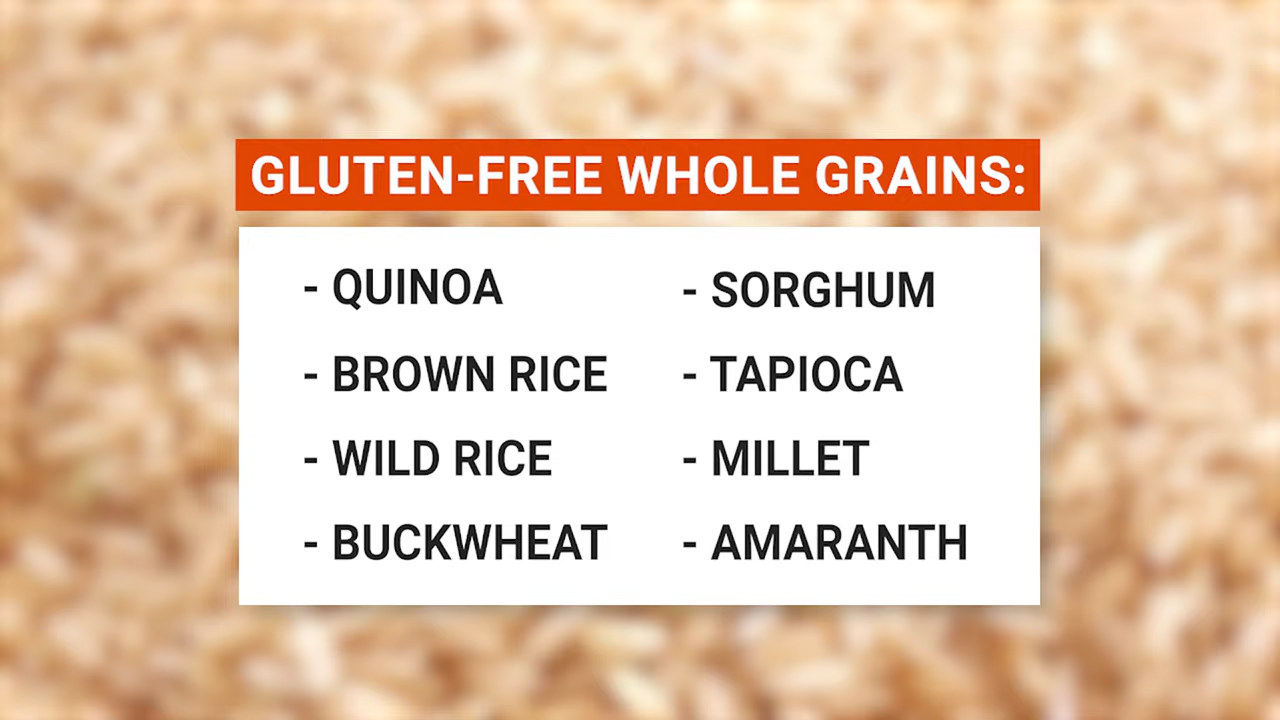 GLUTEN-FREE WHOLE GRAINS:
- QUINOA
- BROWN RICE
- WILD RICE
- BUCKWHEAT
- SORGHUM
- TAPIOCA
- MILLET
- AMARANTH